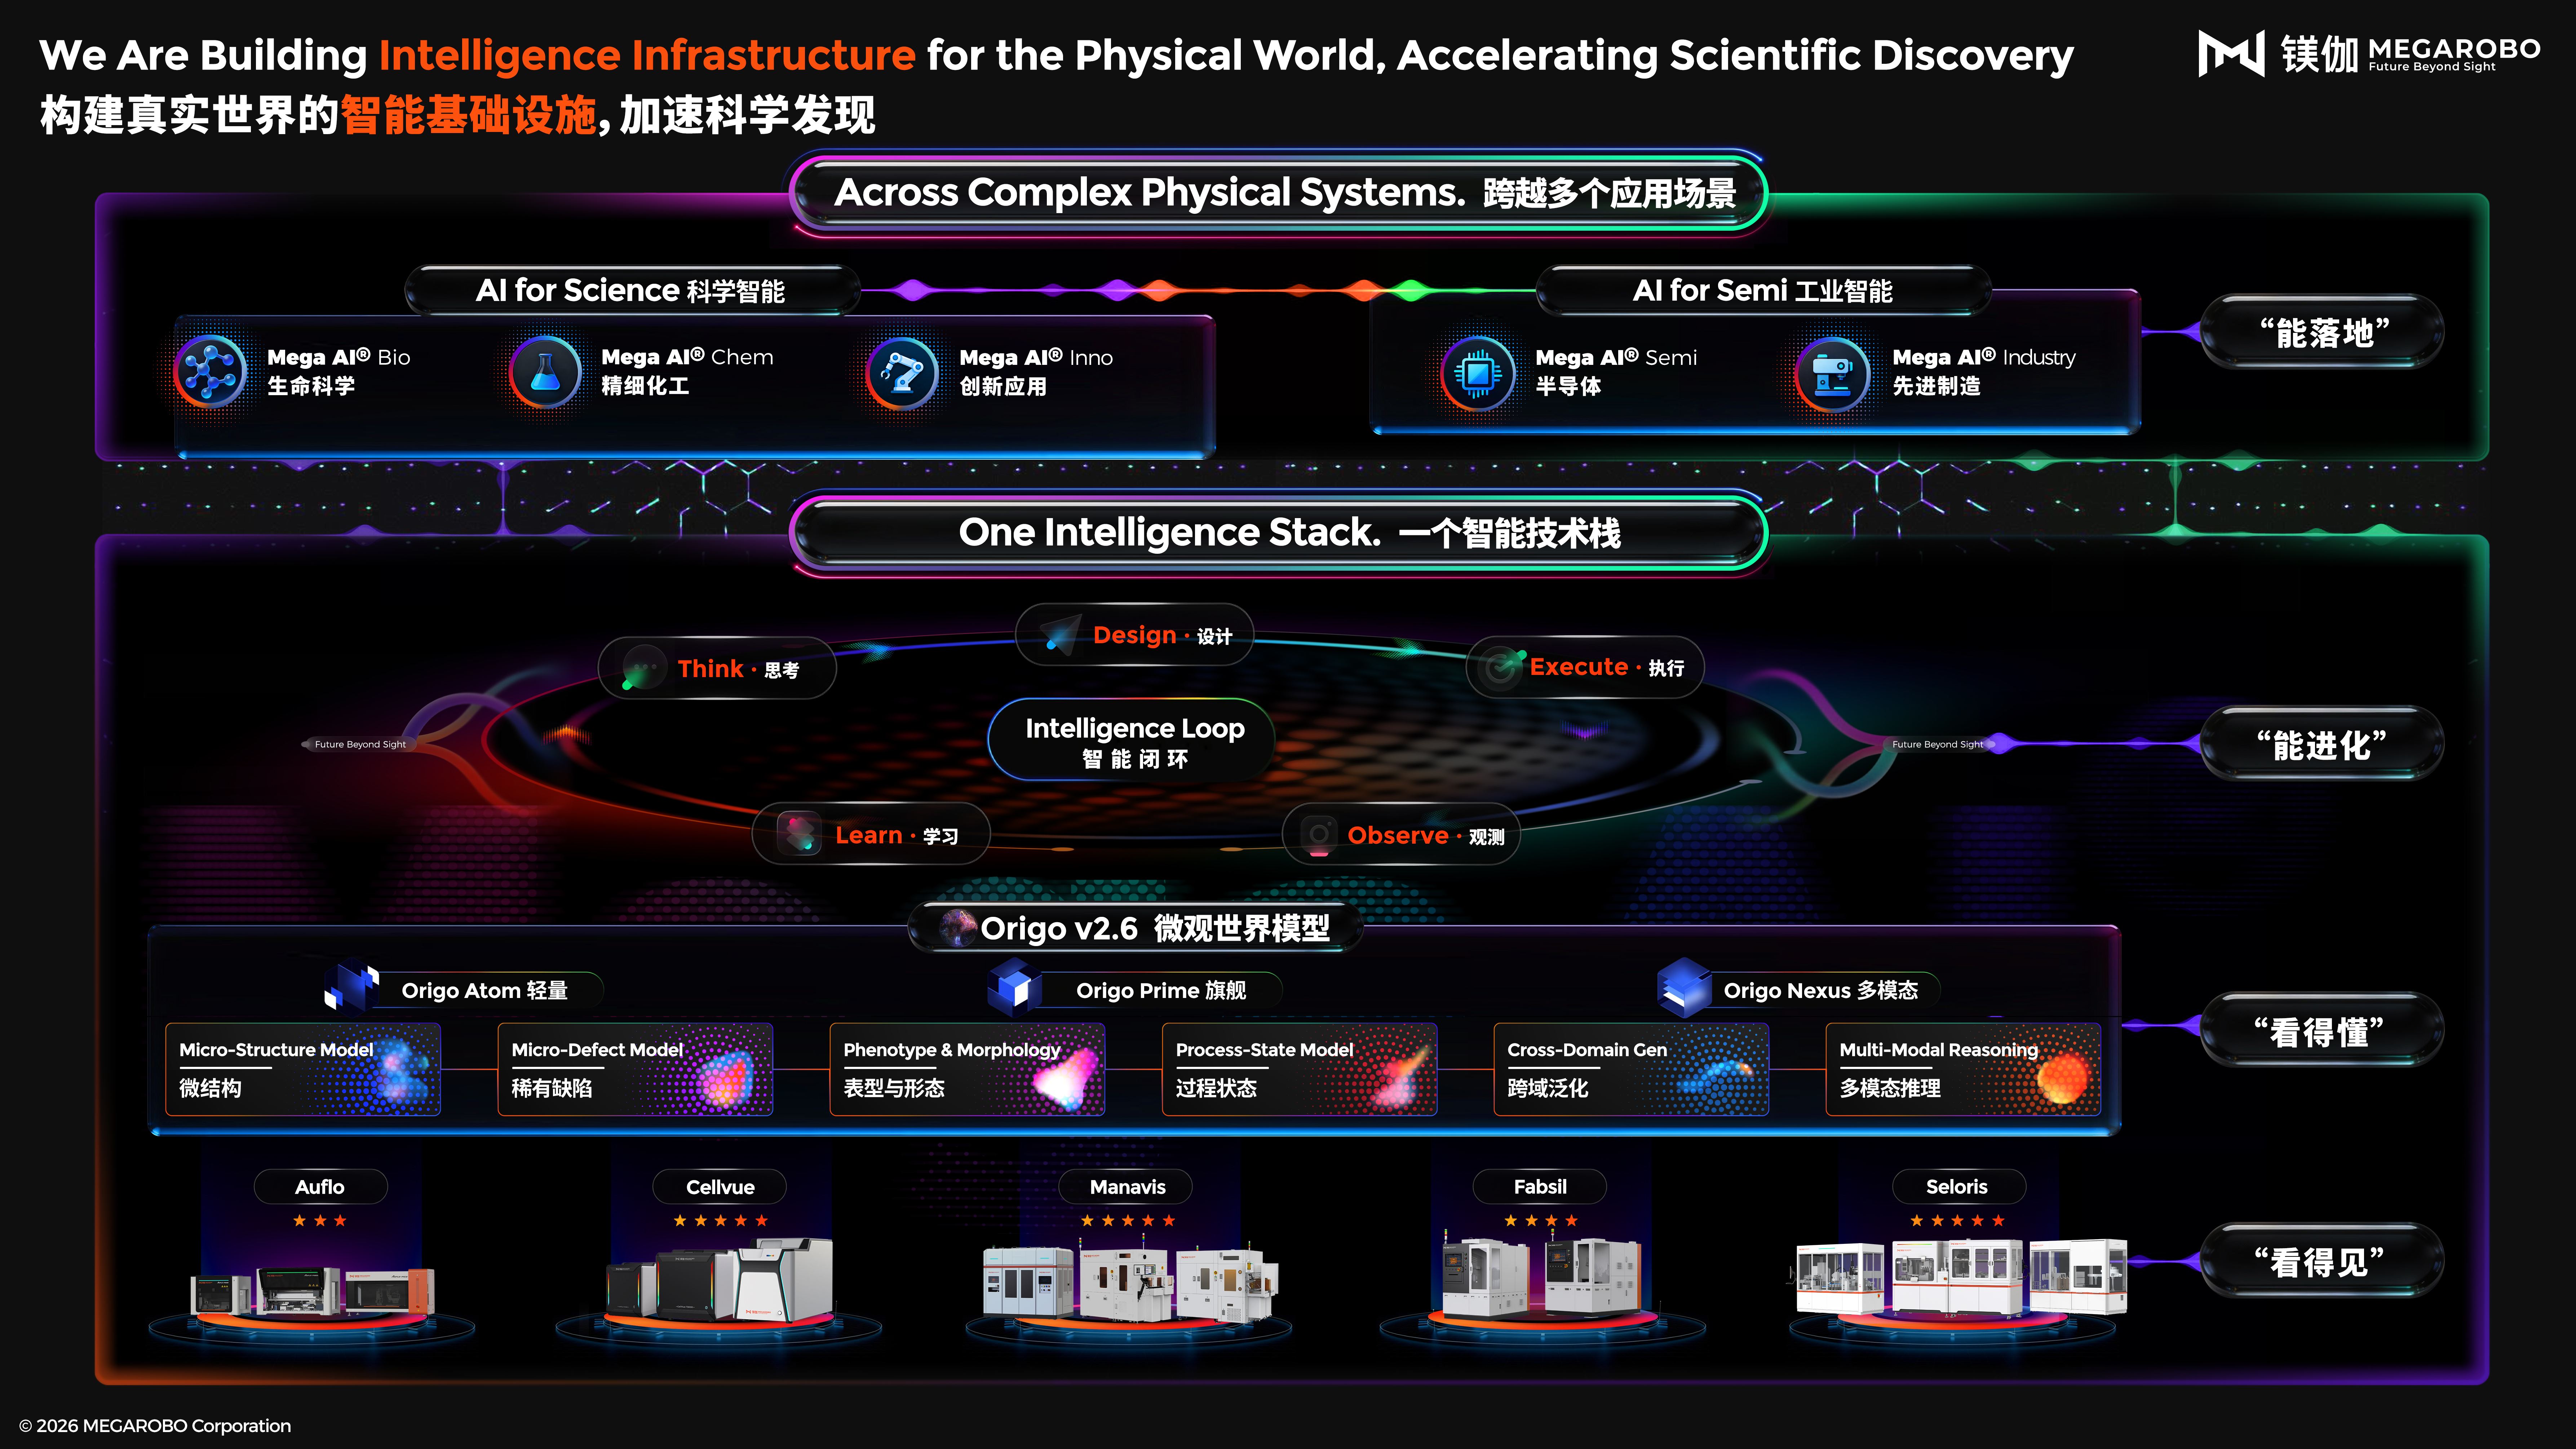 We Are Building Intelligence Infrastructure for the Physical World, Accelerating Scientific Discovery
构建真实世界的智能基础设施,加速科学发现
镁伽 MEGAROBO
Future Beyond Sight
Across Complex Physical Systems. 跨越多个应用场景
AI for Science 科学智能
AI for Semi 工业智能
Mega AI® Bio
生命科学
Mega AI® Chem
精细化工
Mega AI® Inno
创新应用
Mega AI® Semi
半导体
Mega AI® Industry
先进制造
“能落地”
One Intelligence Stack. 一个智能技术栈
Think · 思考
Design · 设计
Execute · 执行
Intelligence Loop
智能闭环
Future Beyond Sight
Future Beyond Sight
“能进化”
Learn · 学习
Observe · 观测
Origo v2.6 微观世界模型
Origo Atom 轻量
Origo Prime 旗舰
Origo Nexus 多模态
Micro-Structure Model
微结构
Micro-Defect Model
稀有缺陷
Phenotype & Morphology
表型与形态
Process-State Model
过程状态
Cross-Domain Gen
跨域泛化
Multi-Modal Reasoning
多模态推理
“看得懂”
Auflo
Cellvue
Manavis
Fabsil
Seloris
“看得见”
© 2026 MEGAROBO Corporation